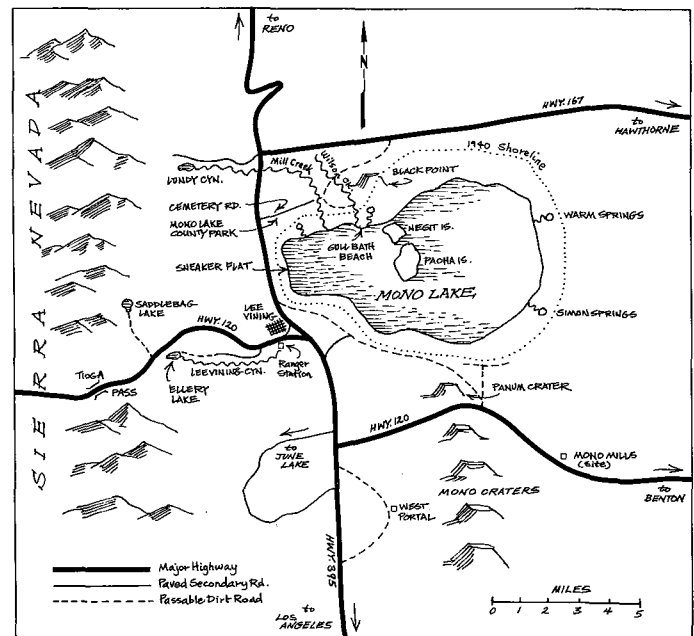 to
RENO
N
HWY. 167
to
HAWTHORNE
SIERRA NEVADA
1940 Shoreline
Mill Creek
Wilson Ck
BLACK POINT
LUNDY CYN.
CEMETERY RD.
MONO LAKE
COUNTY PARK
NEGIT IS.
WARM SPRINGS
GULL BATH
BEACH
PAOHA IS.
SNEAKER FLAT
MONO LAKE
SADDLEBAG
LAKE
LEE
VINING
SIMON SPRINGS
HWY. 120
LEEVINING CYN.
Ranger
Station
TIOGA
PASS
ELLERY
LAKE
PANUM CRATER
HWY. 120
to
JUNE LAKE
MONO MILLS
(Site)
MONO CRATERS
to
BENTON
WEST
PORTAL
HWY. 395
Major Highway
Paved Secondary Rd.
Passable Dirt Road
MILES
0 1 2 3 4 5
to
LOS
ANGELES